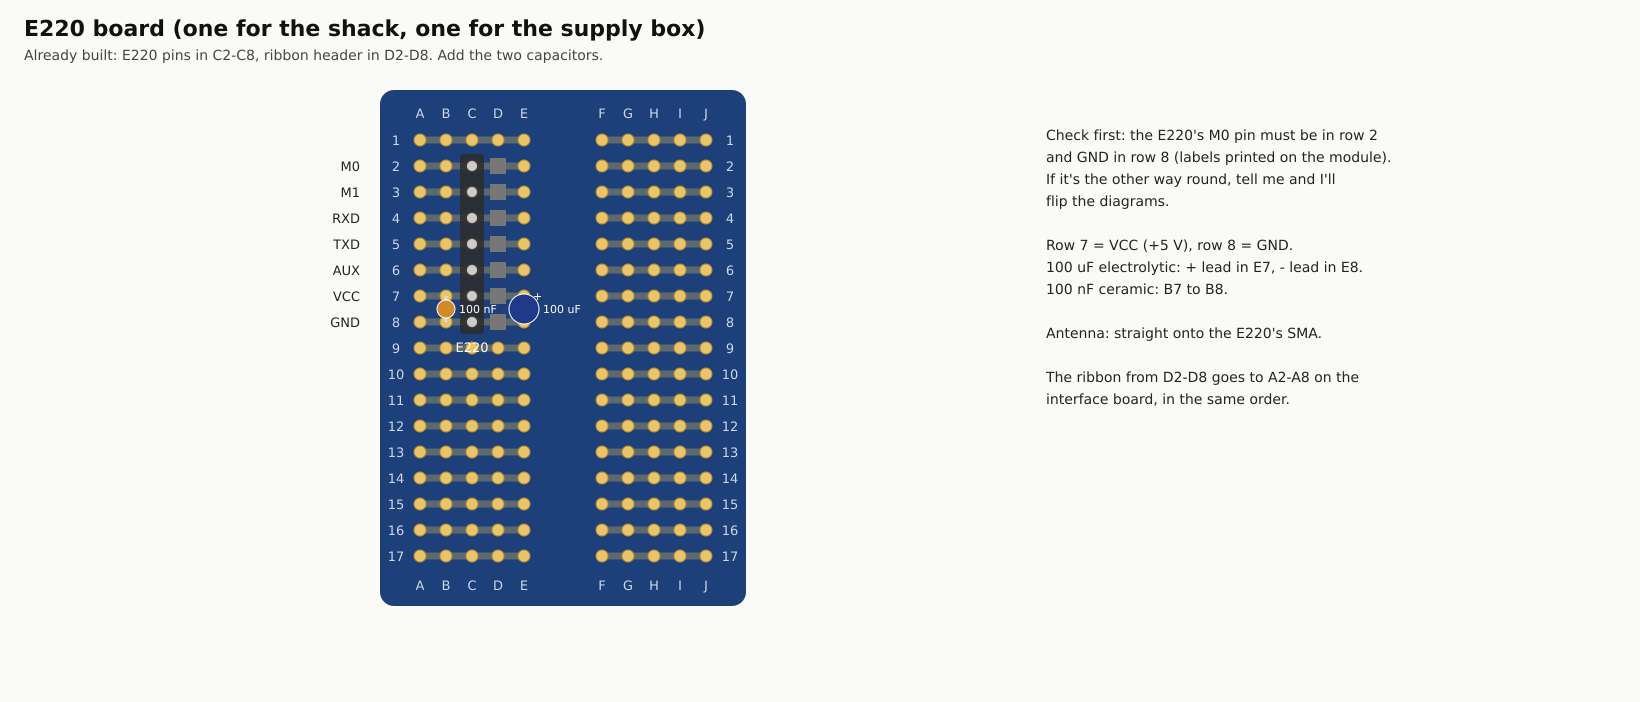 E220 board (one for the shack, one for the supply box)
Already built: E220 pins in C2-C8, ribbon header in D2-D8. Add the two capacitors.
A B C D E F G H I J
1 1
M0 2 2
M1 3 3
RXD 4 4
TXD 5 5
AUX 6 6
VCC 7 + 7
100 nF 100 uF
GND 8 8
9 E220 9
10 10
11 11
12 12
13 13
14 14
15 15
16 16
17 17
A B C D E F G H I J
Check first: the E220's M0 pin must be in row 2
and GND in row 8 (labels printed on the module).
If it's the other way round, tell me and I'll
flip the diagrams.
Row 7 = VCC (+5 V), row 8 = GND.
100 uF electrolytic: + lead in E7, - lead in E8.
100 nF ceramic: B7 to B8.
Antenna: straight onto the E220's SMA.
The ribbon from D2-D8 goes to A2-A8 on the
interface board, in the same order.